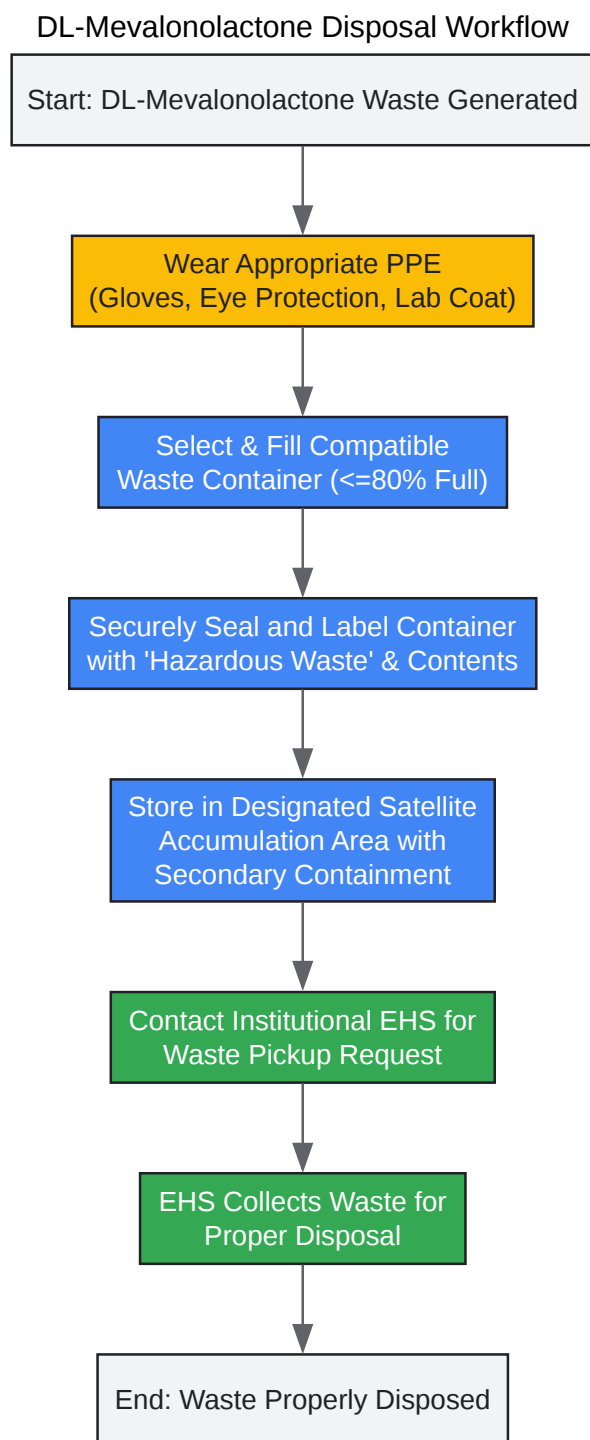 DL-Mevalonolactone Disposal Workflow
Start: DL-Mevalonolactone Waste Generated
Wear Appropriate PPE
(Gloves, Eye Protection, Lab Coat)
Select & Fill Compatible
Waste Container (<=80% Full)
Securely Seal and Label Container
with 'Hazardous Waste' & Contents
Store in Designated Satellite
Accumulation Area with
Secondary Containment
Contact Institutional EHS for
Waste Pickup Request
EHS Collects Waste for
Proper Disposal
End: Waste Properly Disposed